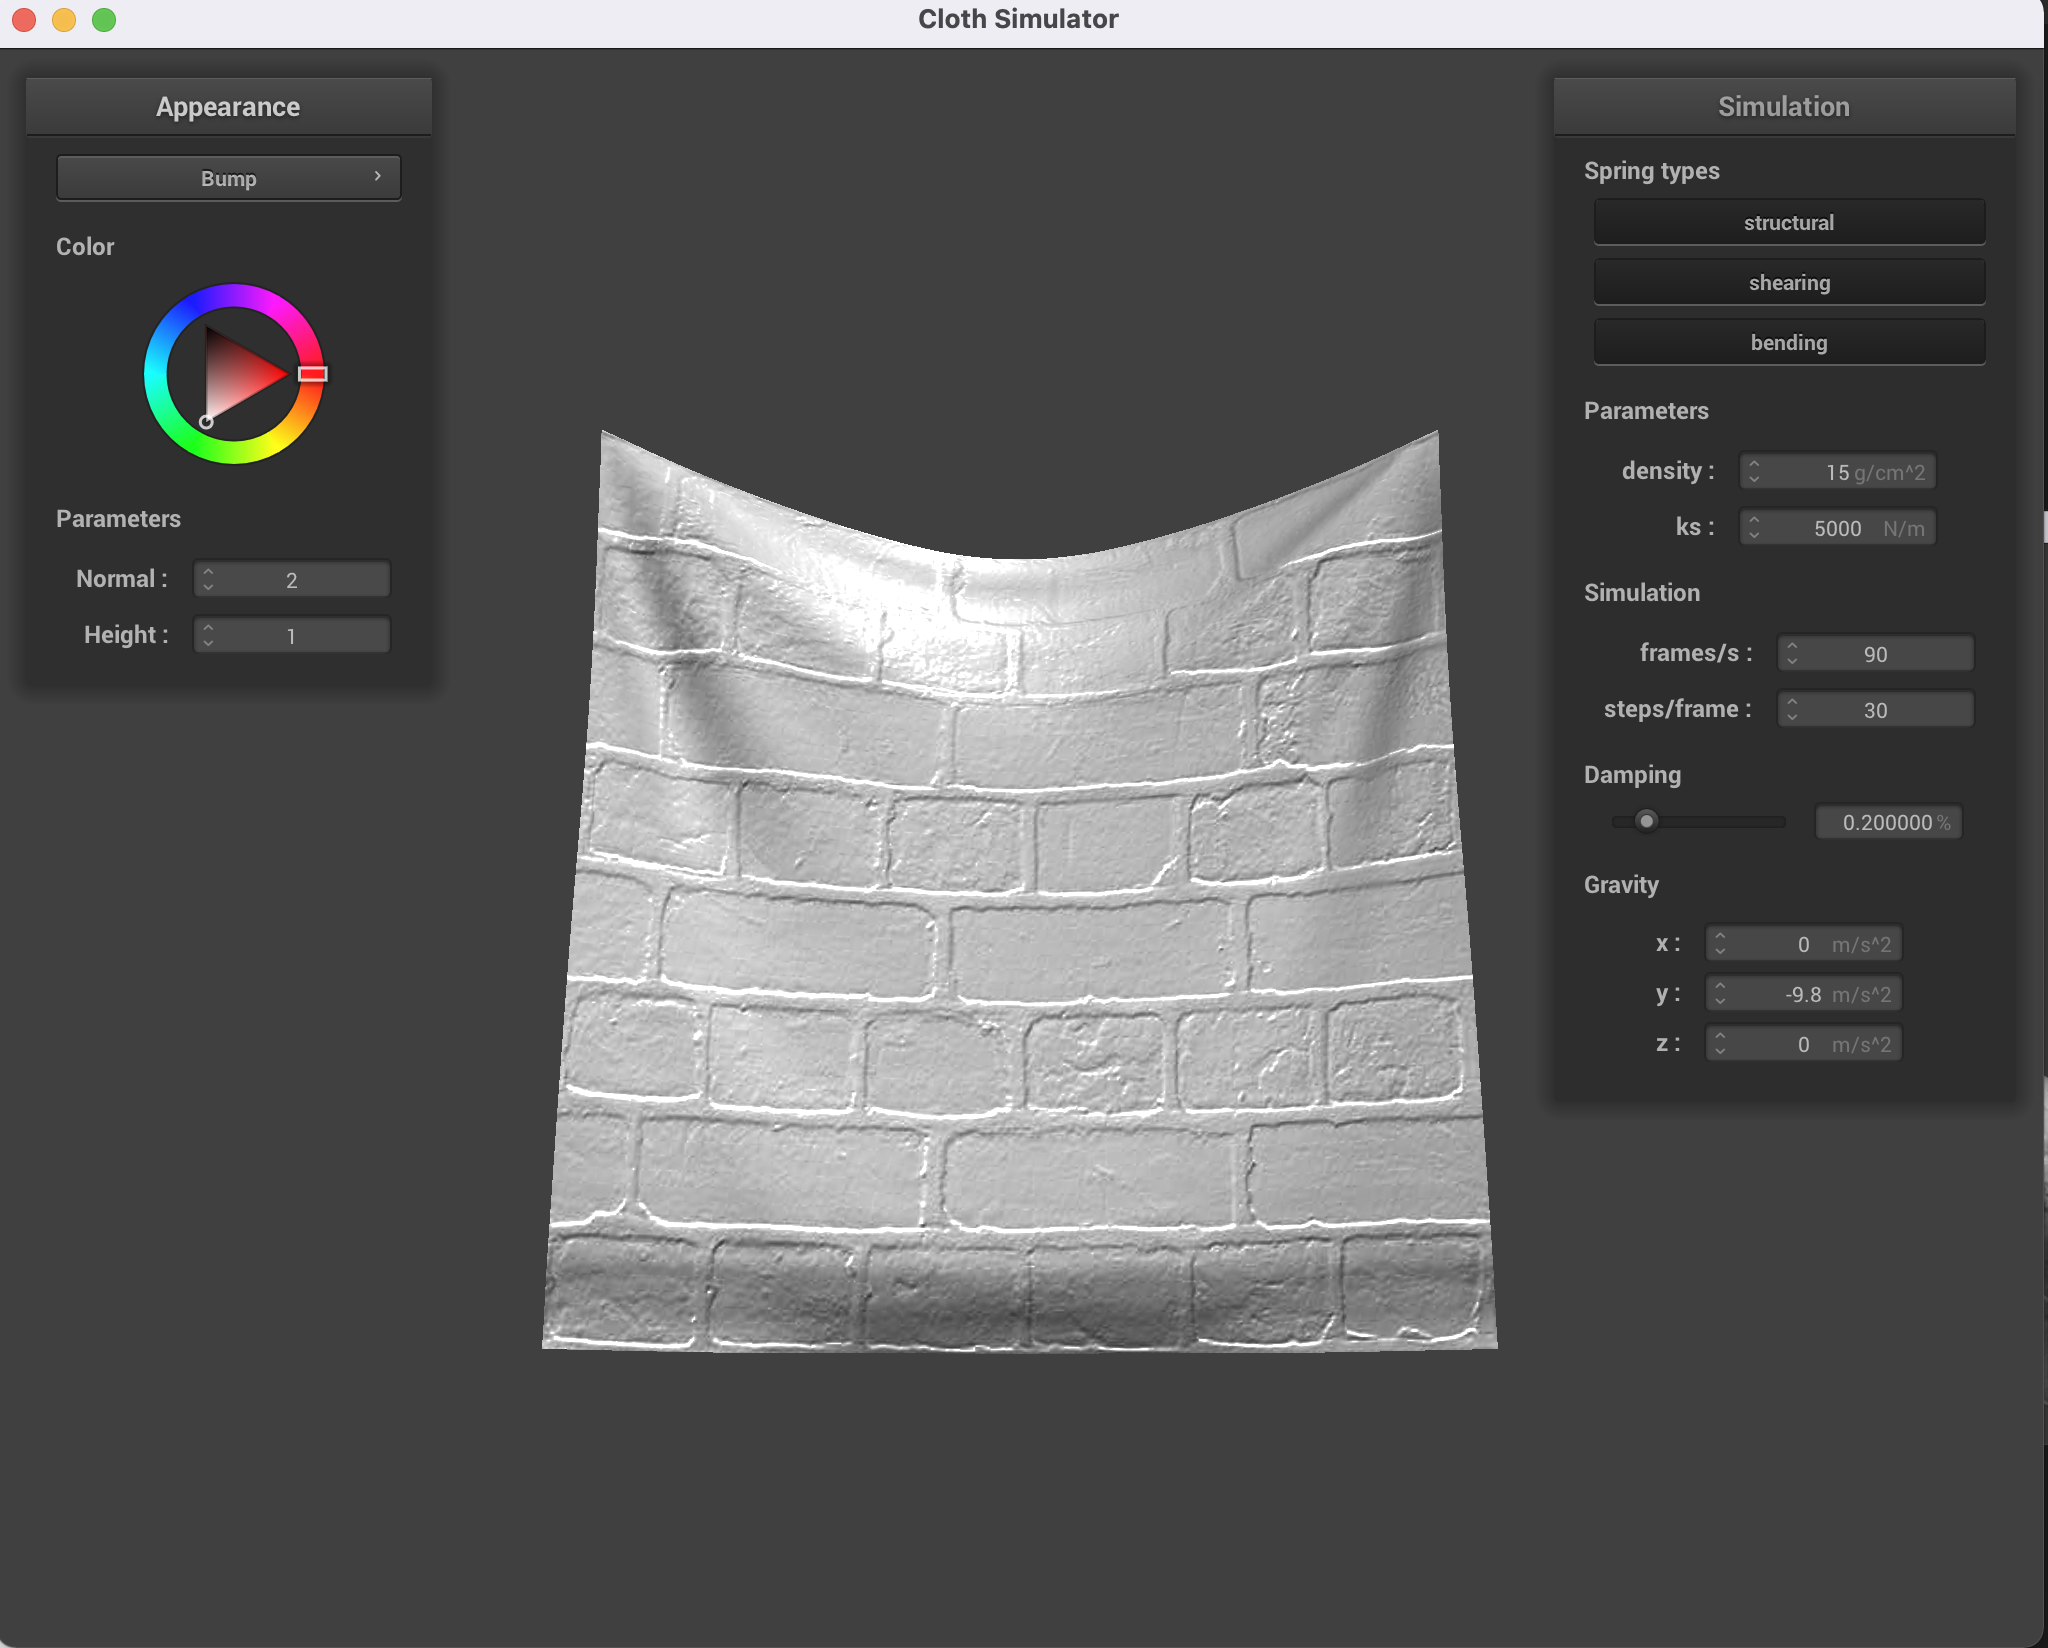 Cloth Simulator
Appearance
Bump
Color
Parameters
Normal : 2
Height : 1
Simulation
Spring types
structural
shearing
bending
Parameters
density : 15 g/cm^2
ks : 5000 N/m
Simulation
frames/s : 90
steps/frame : 30
Damping
0.200000 %
Gravity
x : 0 m/s^2
y : -9.8 m/s^2
z : 0 m/s^2